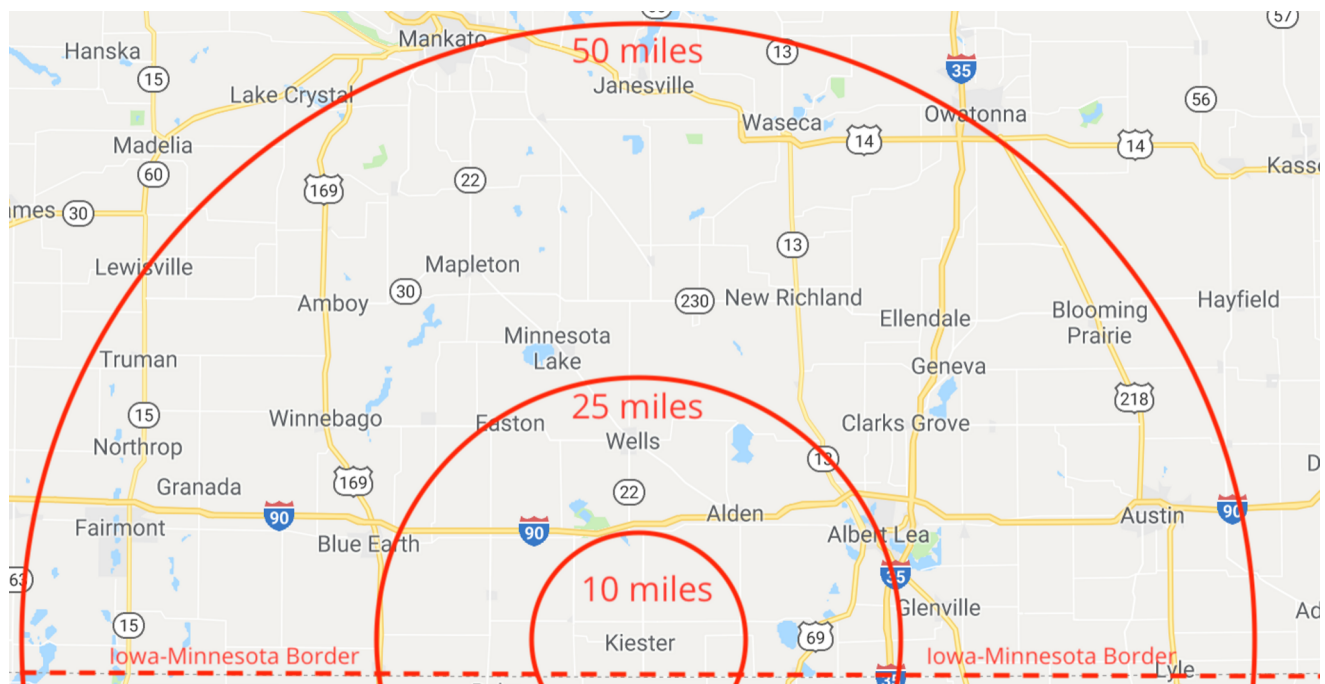 57
Mankato
Hanska
50 miles
13
15
35
Janesville
Lake Crystal
56
Owatonna
Waseca
14
14
Madelia
Kass
60
22
169
30
13
Mapleton
Lewisville
30
230
New Richland
Hayfield
Amboy
Ellendale
Blooming
Prairie
Minnesota
Lake
Truman
Geneva
218
25 miles
15
Winnebago
Easton
Clarks Grove
Wells
Northrop
13
169
Granada
22
90
Alden
90
90
Fairmont
Austin
Blue Earth
Albert Lea
35
63
10 miles
Glenville
Ad
15
69
Kiester
Iowa-Minnesota Border
Iowa-Minnesota Border
Lyle